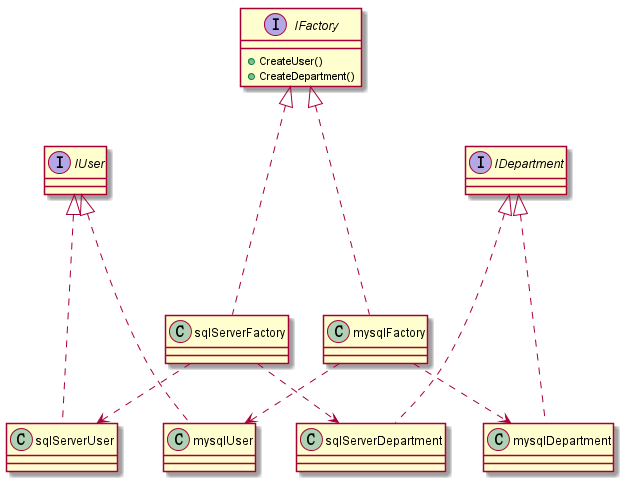 I IFactory
CreateUser()
CreateDepartment()
I IUser
I IDepartment
C sqlServerFactory
C mysqlFactory
C sqlServerUser
C mysqlUser
C sqlServerDepartment
C mysqlDepartment